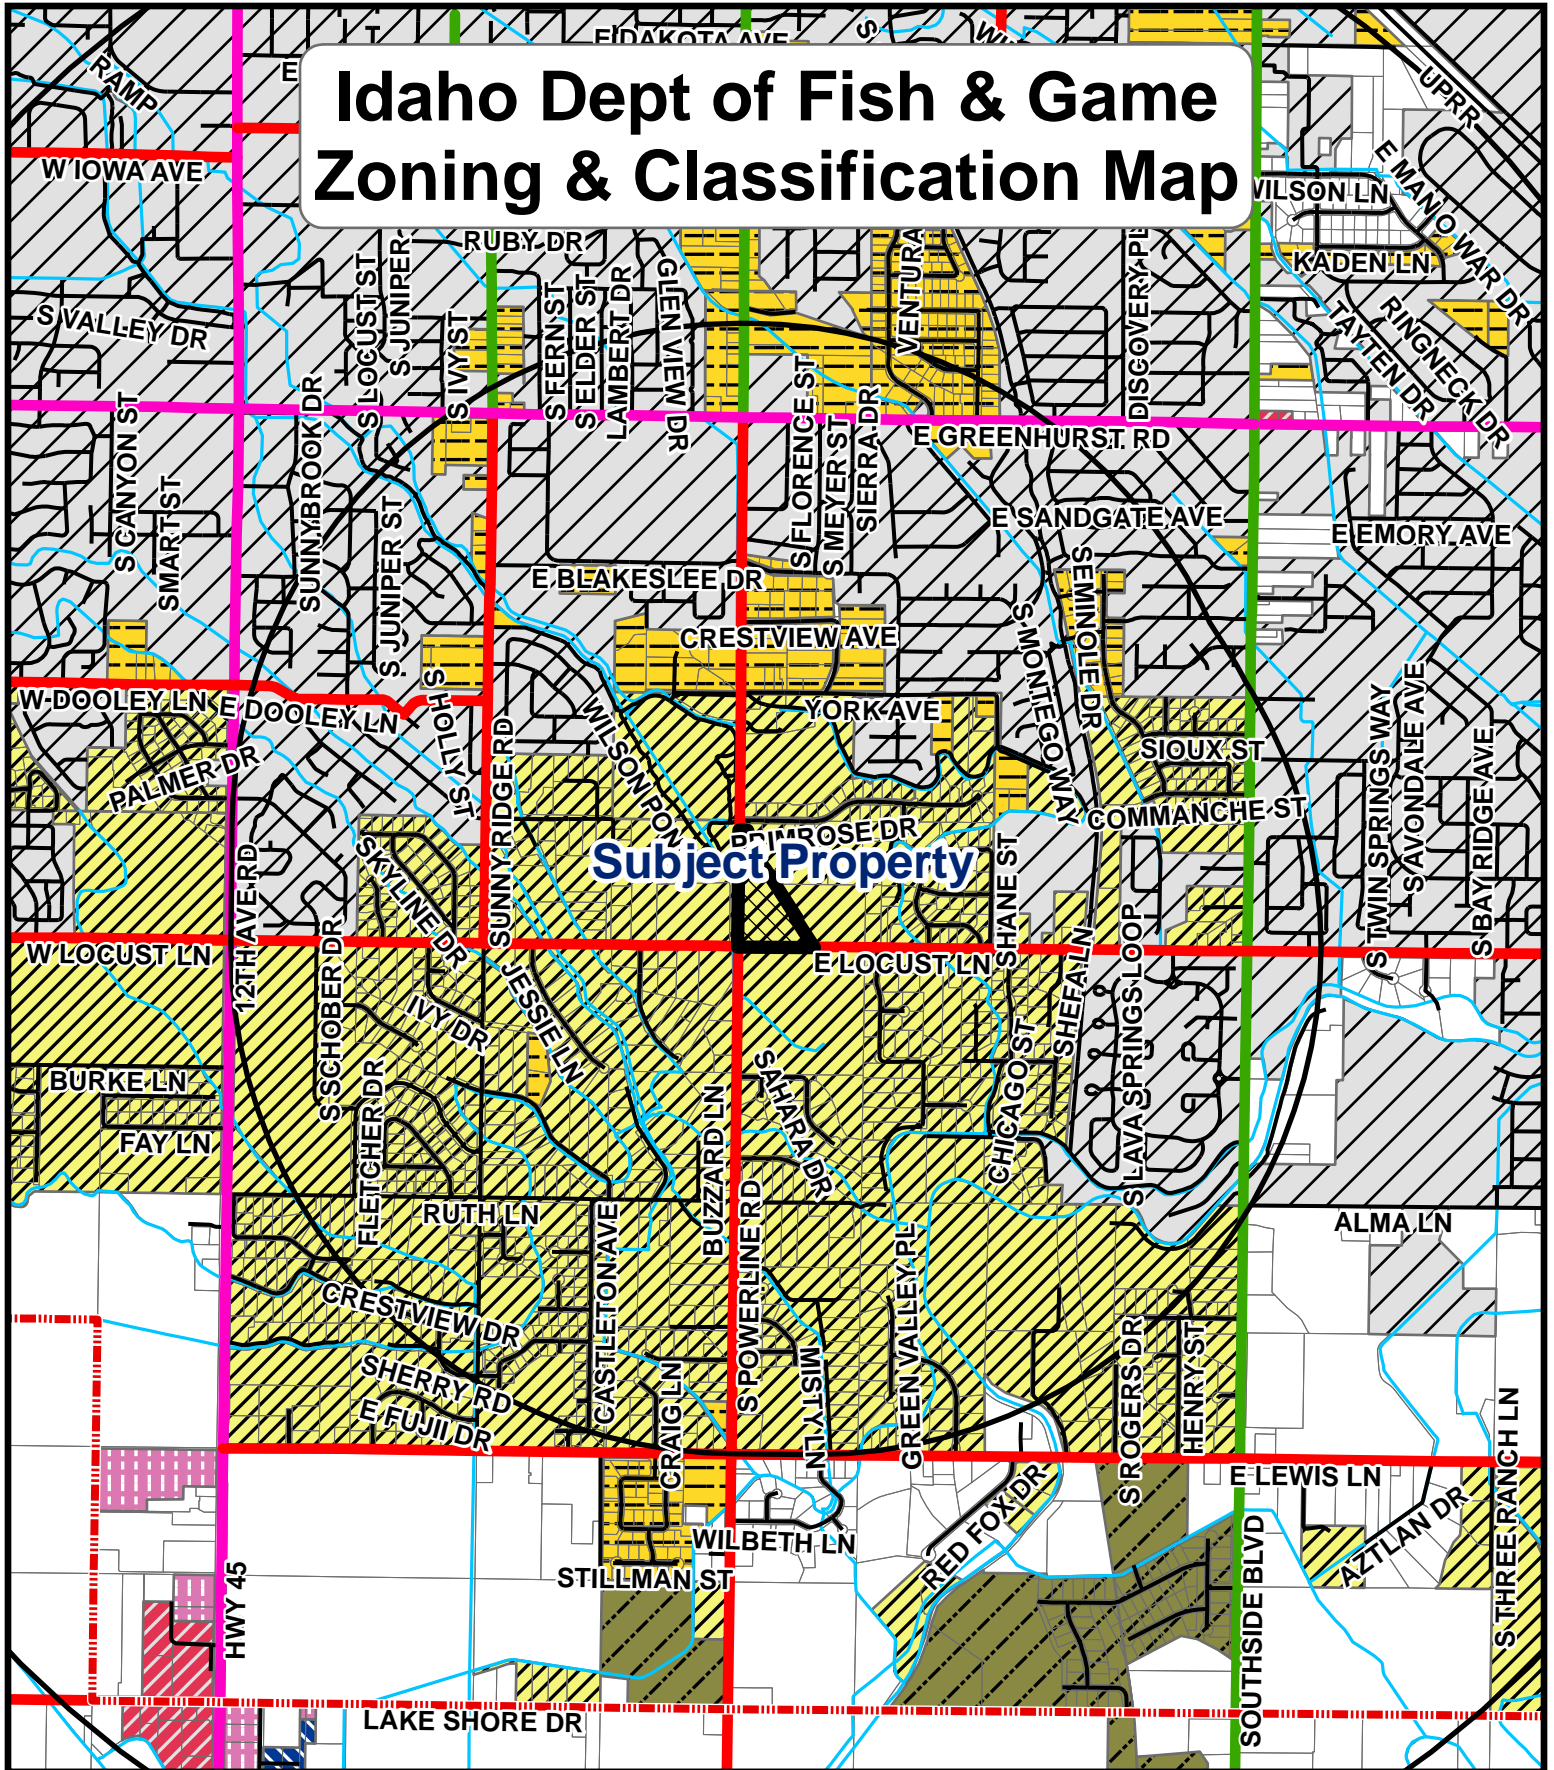 E DAKOTA AVE
S
WI
E
Idaho Dept of Fish & Game
Zoning & Classification Map
RAMP
UPRR
W IOWA AVE
WILSON LN
E MANO WAR DR
RUBY DR
KADEN LN
S VALLEY DR
S LOCUST ST
S JUNIPER
S IVY ST
S FERN ST
S ELDER ST
LAMBERT DR
GLEN VIEW DR
VENTURA
DISCOVERY PL
TAYTEN DR
RINGNECK DR
S CANYON ST
SMART ST
SUNNYBROOK DR
S JUNIPER ST
S FLORENCE ST
S MEYER ST
SIERRA DR
E GREENHURST RD
E SANDGATE AVE
E EMORY AVE
E BLAKESLEE DR
CRESTVIEW AVE
S MONTEGO WAY
SEMINOLE DR
W DOOLEY LN
E DOOLEY LN
S HOLLY ST
WILSON PON
YORK AVE
SIOUX ST
S TWIN SPRINGS WAY
S AVONDALE AVE
S BAY RIDGE AVE
PALMER DR
SUNNYRIDGE RD
COMMANCHE ST
PRIMROSE DR
Subject Property
12TH AVE RD
SKYLINE DR
SHANE ST
W LOCUST LN
E LOCUST LN
S SCHOBER DR
IVY DR
JESSIE LN
SHEFA LN
S LAVA SPRINGS LOOP
BURKE LN
FAY LN
FLETCHER DR
BUZZARD LN
SAHARA DR
CHICAGO ST
RUTH LN
ALMA LN
CASTLETON AVE
S POWERLINE RD
GREEN VALLEY PL
CRESTVIEW DR
SHERRY RD
E FUJII DR
CRAIG LN
MISTY LN
S ROGERS DR
HENRY ST
S THREE RANCH LN
E LEWIS LN
WILBETH LN
RED FOX DR
AZTLAN DR
STILLMAN ST
HWY 45
SOUTHSIDE BLVD
LAKE SHORE DR